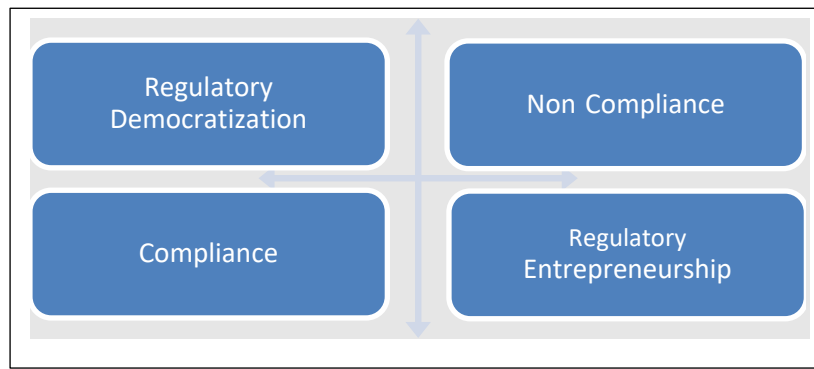 Regulatory
Democratization
Non Compliance
Compliance
Regulatory
Entrepreneurship